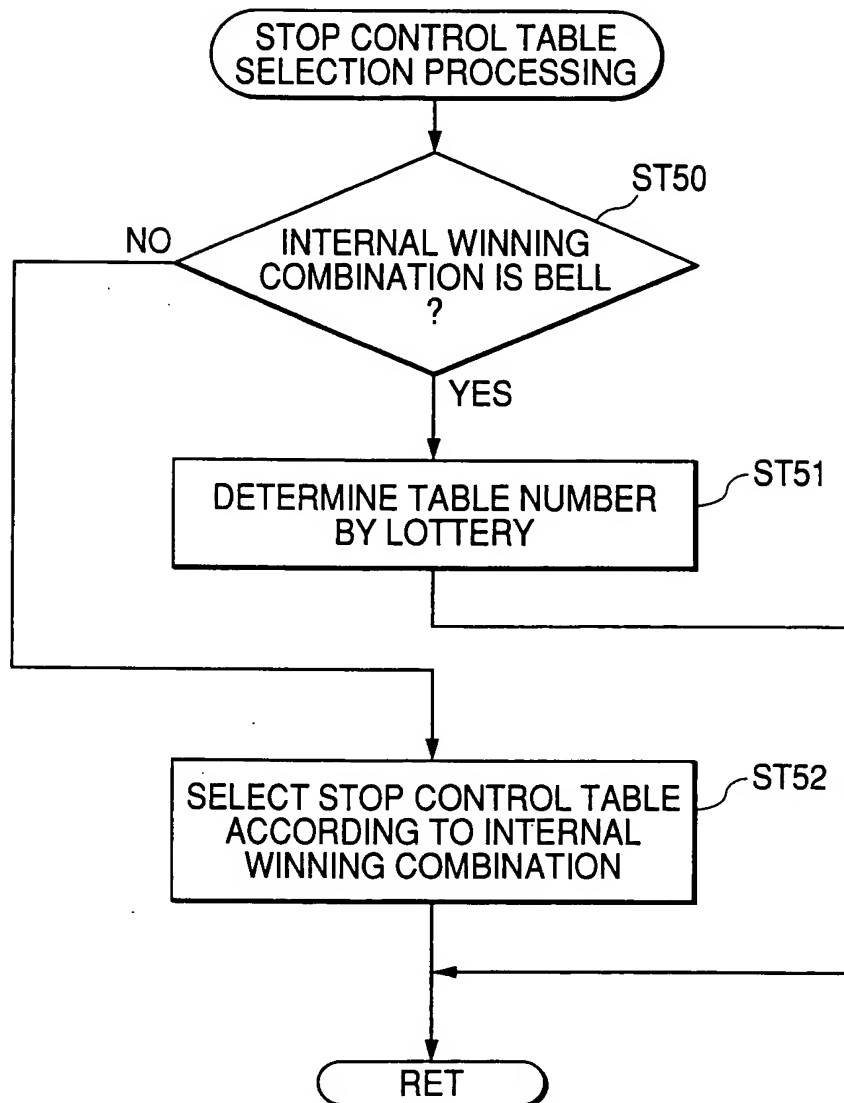 STOP CONTROL TABLE
SELECTION PROCESSING
ST50
NO
INTERNAL WINNING
COMBINATION IS BELL
?
YES
ST51
DETERMINE TABLE NUMBER
BY LOTTERY
ST52
SELECT STOP CONTROL TABLE
ACCORDING TO INTERNAL
WINNING COMBINATION
RET